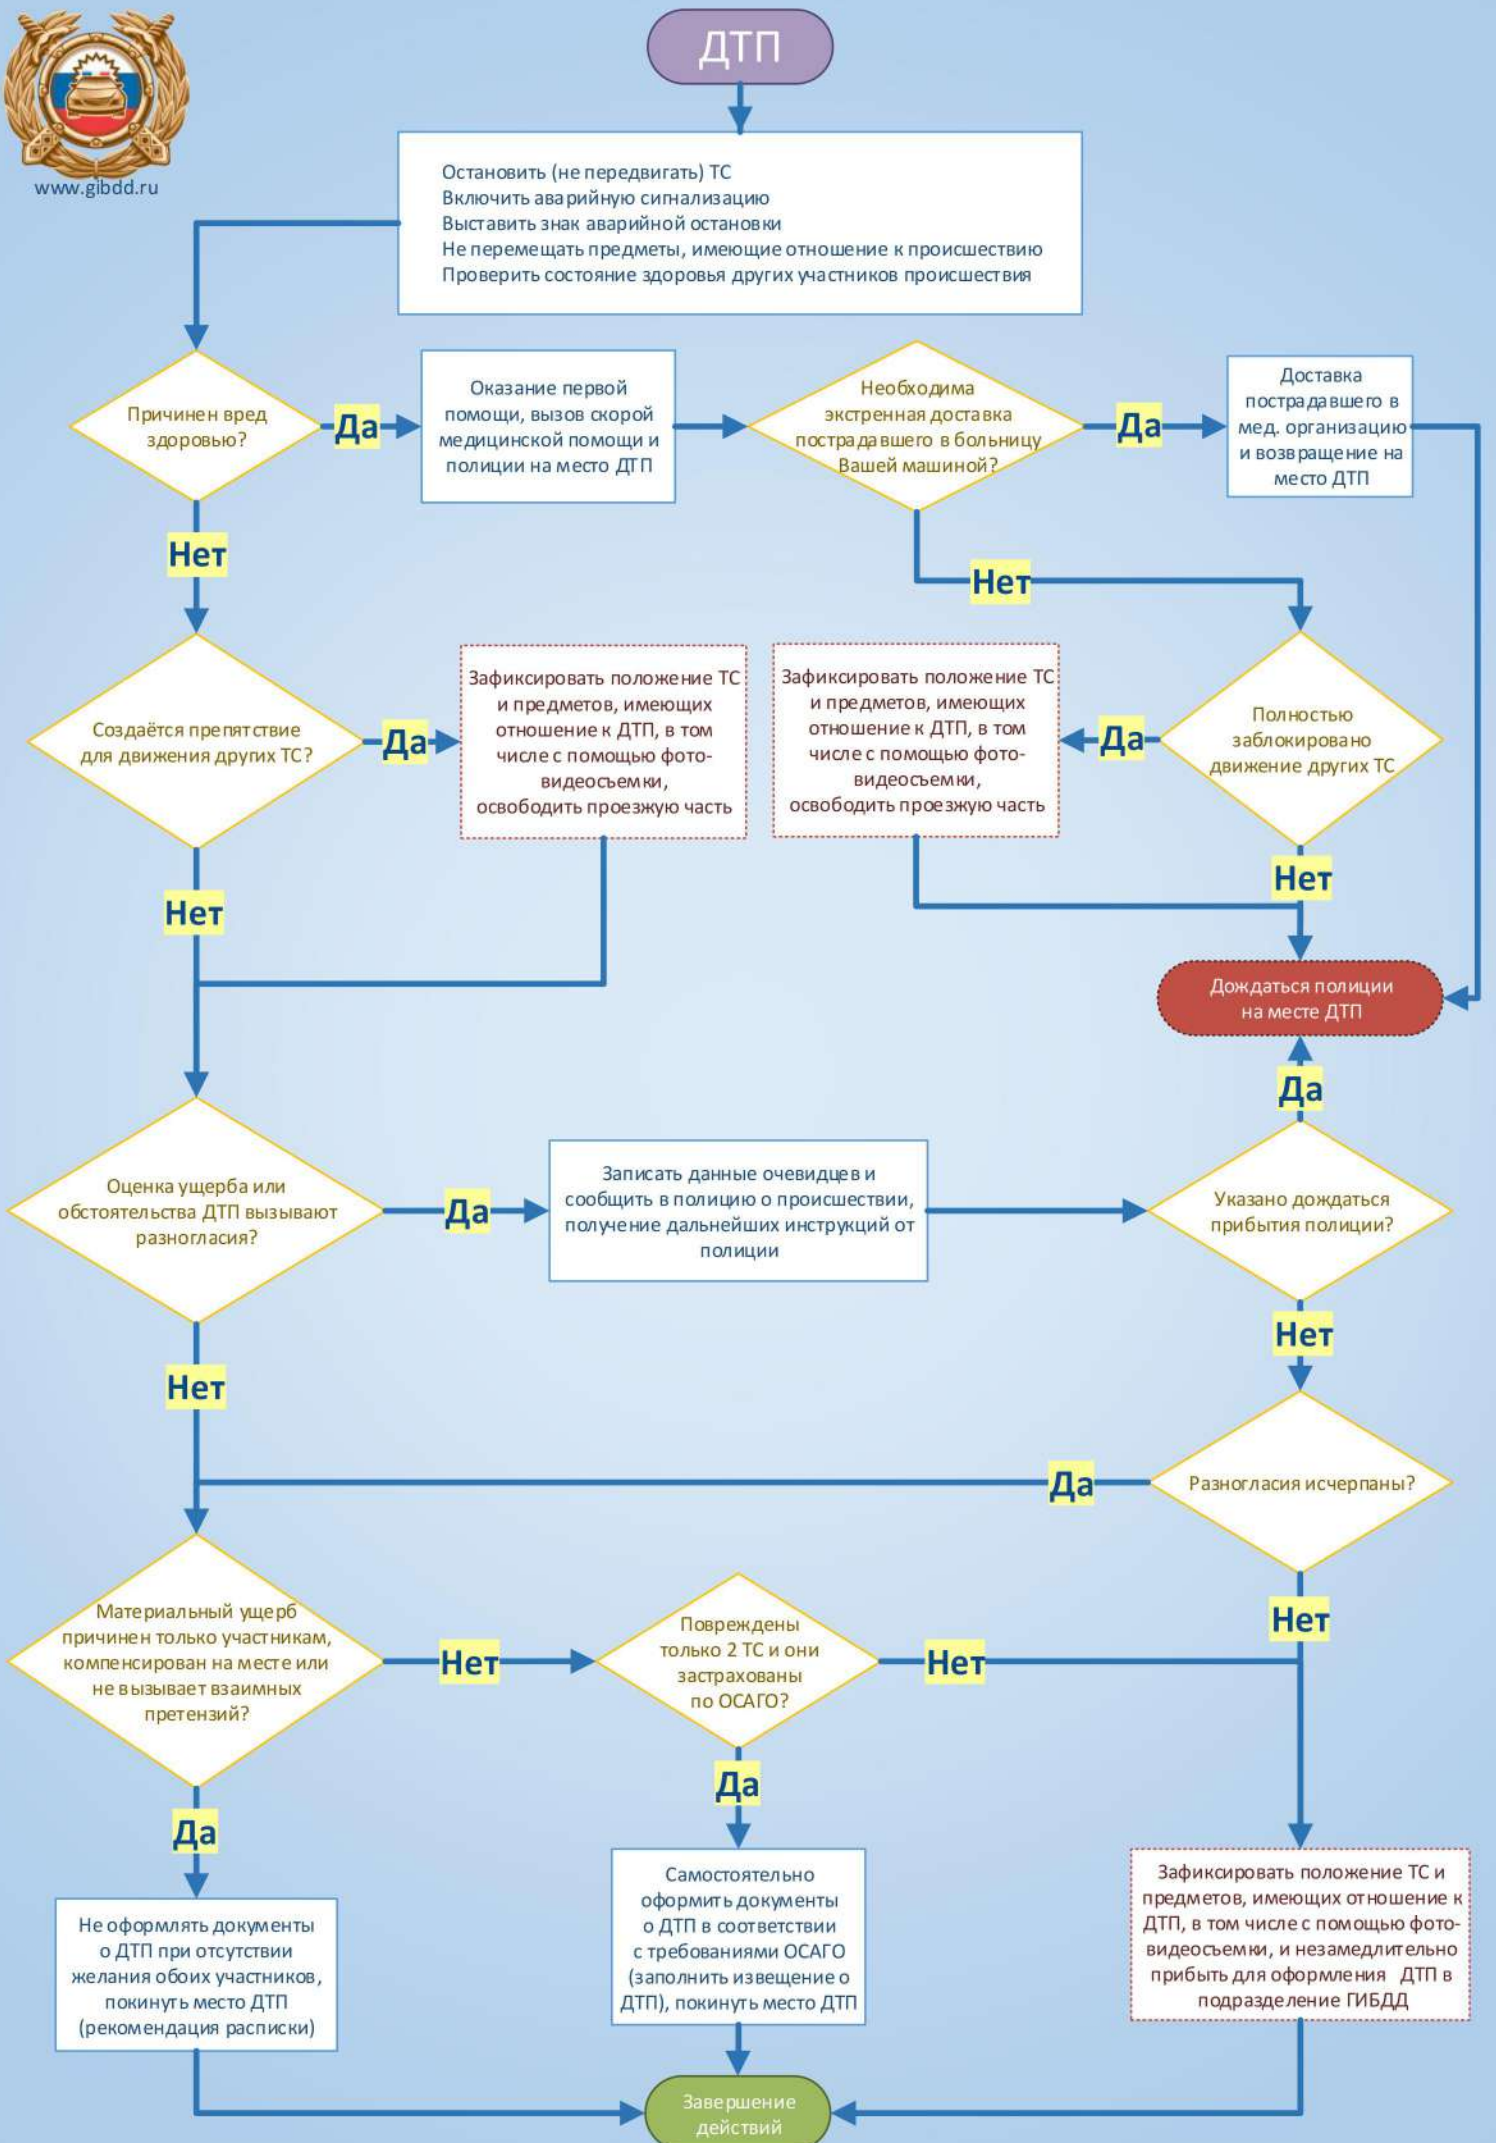 ДТП
www.gibdd.ru
Остановить (не передвигать) ТС
Включить аварийную сигнализацию
Выставить знак аварийной остановки
Не перемещать предметы, имеющие отношение к происшествию
Проверить состояние здоровья других участников происшествия
Причинен вред
здоровью?
Да
Оказание первой
помощи, вызов скорой
медицинской помощи и
полиции на место ДТП
Необходима
экстренная доставка
пострадавшего в больницу
Вашей машиной?
Да
Доставка
пострадавшего в
мед. организацию
и возвращение на
место ДТП
Нет
Нет
Создаётся препятствие
для движения других ТС?
Да
Зафиксировать положение ТС
и предметов, имеющих
отношение к ДТП, в том
числе с помощью фото-
видеосъемки,
освободить проезжую часть
Зафиксировать положение ТС
и предметов, имеющих
отношение к ДТП, в том
числе с помощью фото-
видеосъемки,
освободить проезжую часть
Да
Полностью
заблокировано
движение других ТС
Нет
Нет
Дождаться полиции
на месте ДТП
Да
Оценка ущерба или
обстоятельства ДТП вызывают
разногласия?
Да
Записать данные очевидцев и
сообщить в полицию о происшествии,
получение дальнейших инструкций от
полиции
Указано дождаться
прибытия полиции?
Нет
Нет
Да
Разногласия исчерпаны?
Нет
Материальный ущерб
причинен только участникам,
компенсирован на месте или
не вызывает взаимных
претензий?
Нет
Повреждены
только 2 ТС и они
застрахованы
по ОСАГО?
Нет
Да
Да
Не оформлять документы
о ДТП при отсутствии
желания обоих участников,
покинуть место ДТП
(рекомендация расписки)
Самостоятельно
оформить документы
о ДТП в соответствии
с требованиями ОСАГО
(заполнить извещение о
ДТП), покинуть место ДТП
Зафиксировать положение ТС и
предметов, имеющих отношение к
ДТП, в том числе с помощью фото-
видеосъемки, и незамедлительно
прибыть для оформления ДТП в
подразделение ГИБДД
Завершение
действий